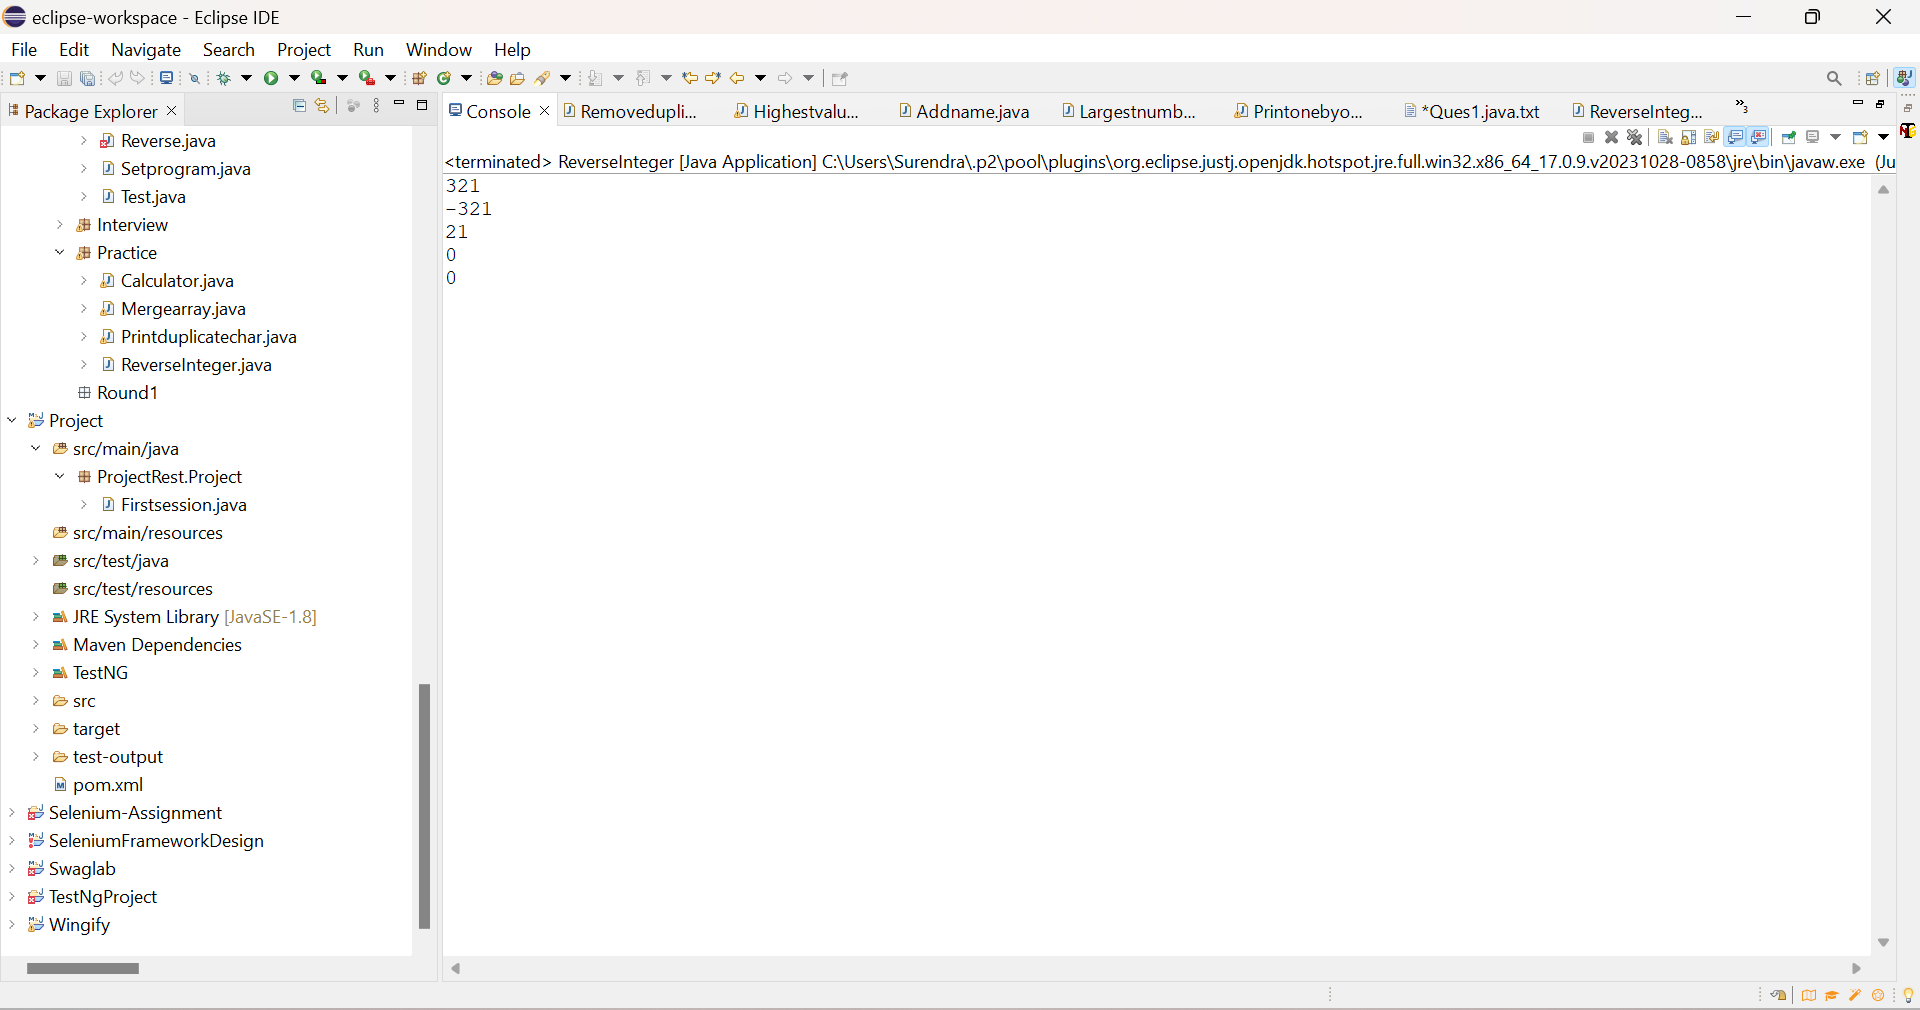 eclipse-workspace - Eclipse IDE
File Edit Navigate Search Project Run Window Help
Package Explorer
Console Removedupli... Highestvalu... Addname.java Largestnumb... Printonebyo... *Ques1.java.txt ReverseInteg... »3
<terminated> ReverseInteger [Java Application] C:\Users\Surendra\.p2\pool\plugins\org.eclipse.justj.openjdk.hotspot.jre.full.win32.x86_64_17.0.9.v20231028-0858\jre\bin\javaw.exe (Ju
321
-321
21
0
0
Reverse.java
Setprogram.java
Test.java
Interview
Practice
Calculator.java
Mergearray.java
Printduplicatechar.java
ReverseInteger.java
Round1
Project
src/main/java
ProjectRest.Project
Firstsession.java
src/main/resources
src/test/java
src/test/resources
JRE System Library [JavaSE-1.8]
Maven Dependencies
TestNG
src
target
test-output
pom.xml
Selenium-Assignment
SeleniumFrameworkDesign
Swaglab
TestNgProject
Wingify